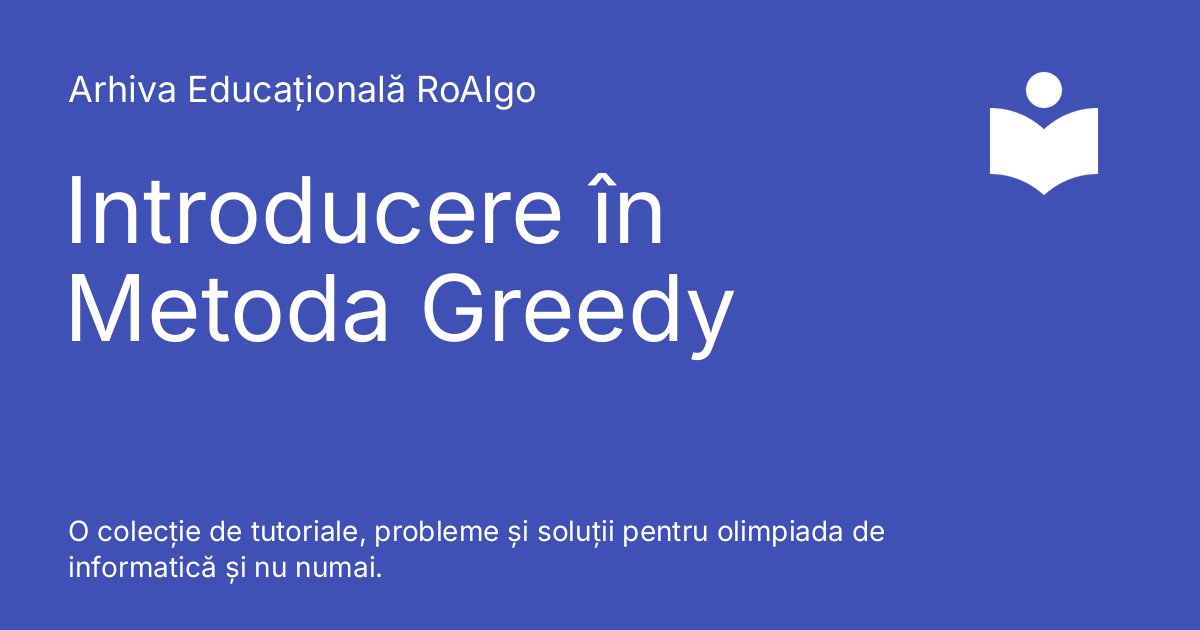 Arhiva Educațională RoAlgo
Introducere în
Metoda Greedy
O colecție de tutoriale, probleme și soluții pentru olimpiada de
informatică și nu numai.